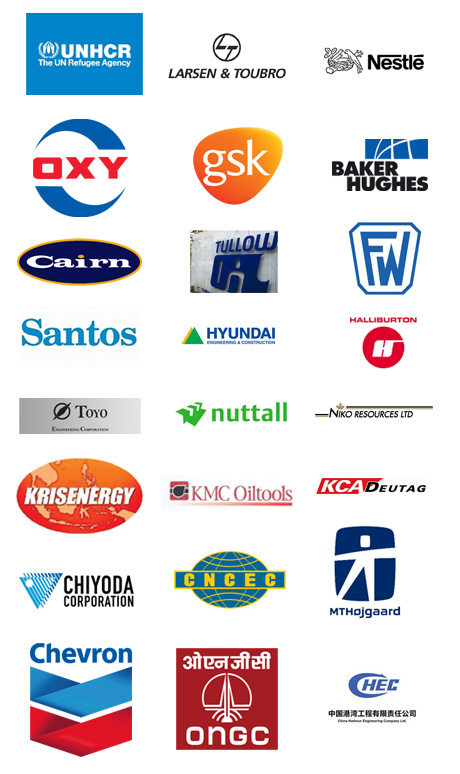 UNHCR
The UN Refugee Agency
LT
LARSEN & TOUBRO
Nestlé
OXY
gsk
BAKER
HUGHES
Cairn
TULLOW
Oil
FW
Santos
HYUNDAI
ENGINEERING & CONSTRUCTION
HALLIBURTON
H
TOYO
ENGINEERING CORPORATION
nuttall
NIKO RESOURCES LTD
KRISENERGY
KMC Oiltools
KCA DEUTAG
CHIYODA
CORPORATION
CNCEC
MTHøjgaard
Chevron
ओएनजीसी
ONGC
CHEC
中国港湾工程有限责任公司
China Harbour Engineering Company Ltd.